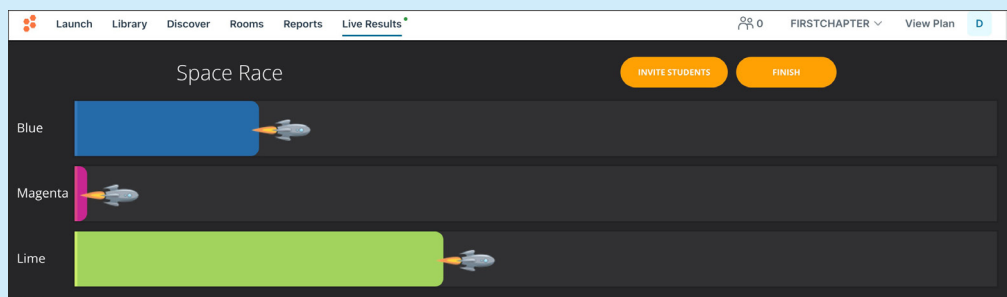 Launch Library Discover Rooms Reports Live Results 0 FIRSTCHAPTER View Plan D
Space Race INVITE STUDENTS FINISH
Blue
Magenta
Lime